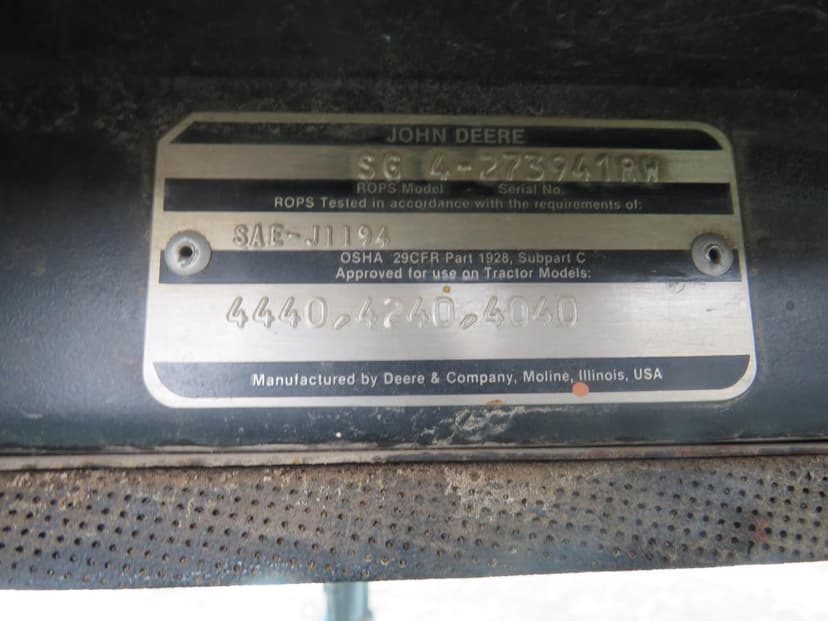 JOHN DEERE
SG 4-273941RW
ROPS Model Serial No.
ROPS Tested in accordance with the requirements of:
SAE-J1194
OSHA 29CFR Part 1928, Subpart C
Approved for use on Tractor Models:
4440,4240,4040
Manufactured by Deere & Company, Moline, Illinois, USA